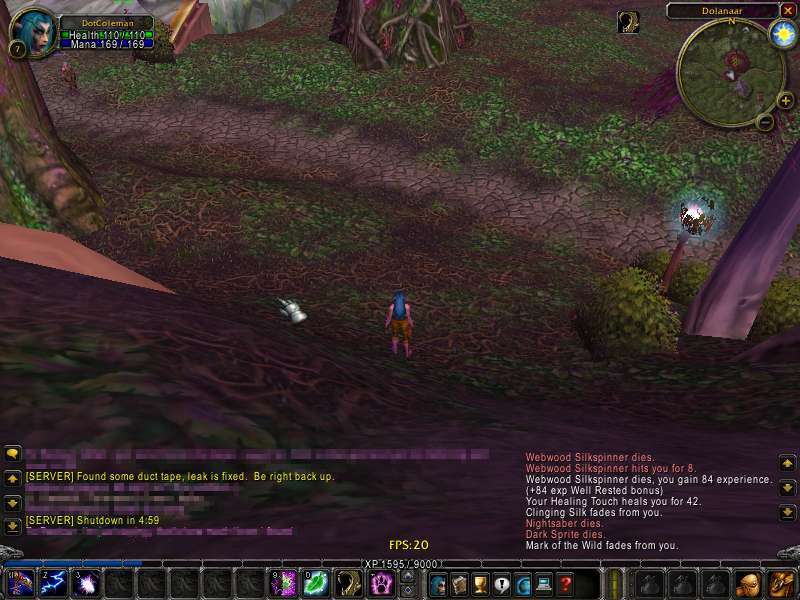 DotColeman
Health 110 / 110
Mana 169 / 169
7
Dolanaar
N
[SERVER] Found some duct tape, leak is fixed. Be right back up.
[SERVER] Shutdown in 4:59
Webwood Silkspinner dies.
Webwood Silkspinner hits you for 8.
Webwood Silkspinner dies, you gain 84 experience.
(+84 exp Well Rested bonus)
Your Healing Touch heals you for 42.
Clinging Silk fades from you.
Nightsaber dies.
Dark Sprite dies.
Mark of the Wild fades from you.
FPS:20
XP 1595 / 9000
2
3
9
0